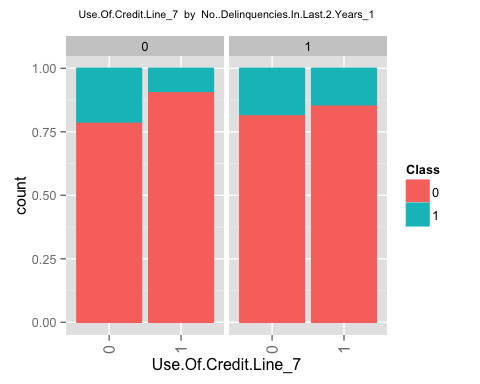 Use.Of.Credit.Line_7 by No..Delinquencies.In.Last.2.Years_1
0 1
1.00
0.75
0.50
0.25
0.00
count
0 1 0 1
Use.Of.Credit.Line_7
Class
0
1